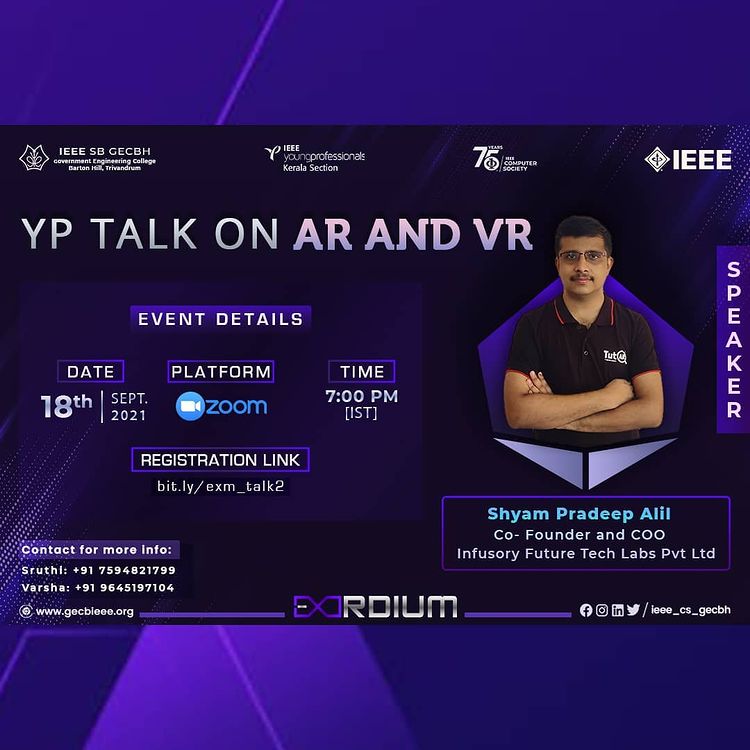 IEEE SB GECBH
Government Engineering College
Barton Hill, Trivandrum
IEEE
youngprofessionals
Kerala Section
75 YEARS
IEEE
COMPUTER
SOCIETY
IEEE
YP TALK ON AR AND VR
EVENT DETAILS
DATE
18th
SEPT.
2021
PLATFORM
zoom
TIME
7:00 PM
[IST]
REGISTRATION LINK
bit.ly/exm_talk2
SPEAKER
Tutar
Shyam Pradeep Alil
Co- Founder and COO
Infusory Future Tech Labs Pvt Ltd
Contact for more info:
Sruthi: +91 7594821799
Varsha: +91 9645197104
www.gecbieee.org
EXORDIUM
/ ieee_cs_gecbh